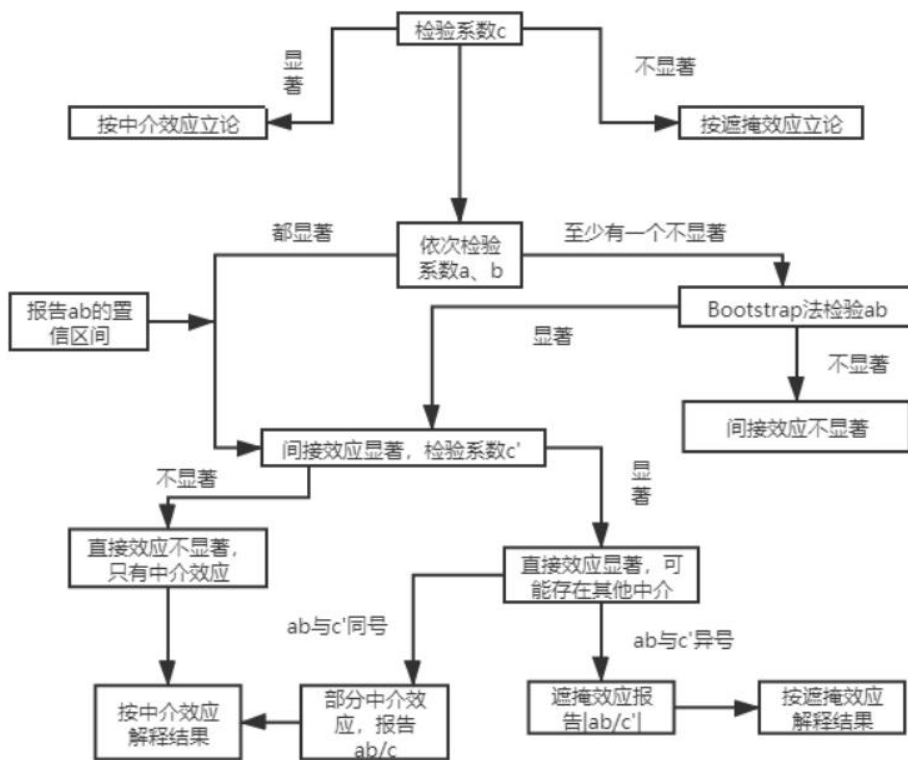 检验系数c
显著
不显著
按中介效应立论
按遮掩效应立论
都显著
依次检验
系数a、b
至少有一个不显著
报告ab的置
信区间
Bootstrap法检验ab
显著
不显著
间接效应不显著
间接效应显著，检验系数c'
不显著
显著
直接效应不显著，
只有中介效应
直接效应显著，可
能存在其他中介
ab与c'同号
ab与c'异号
按中介效应
解释结果
部分中介效
应，报告
ab/c
遮掩效应报
告|ab/c'|
按遮掩效应
解释结果